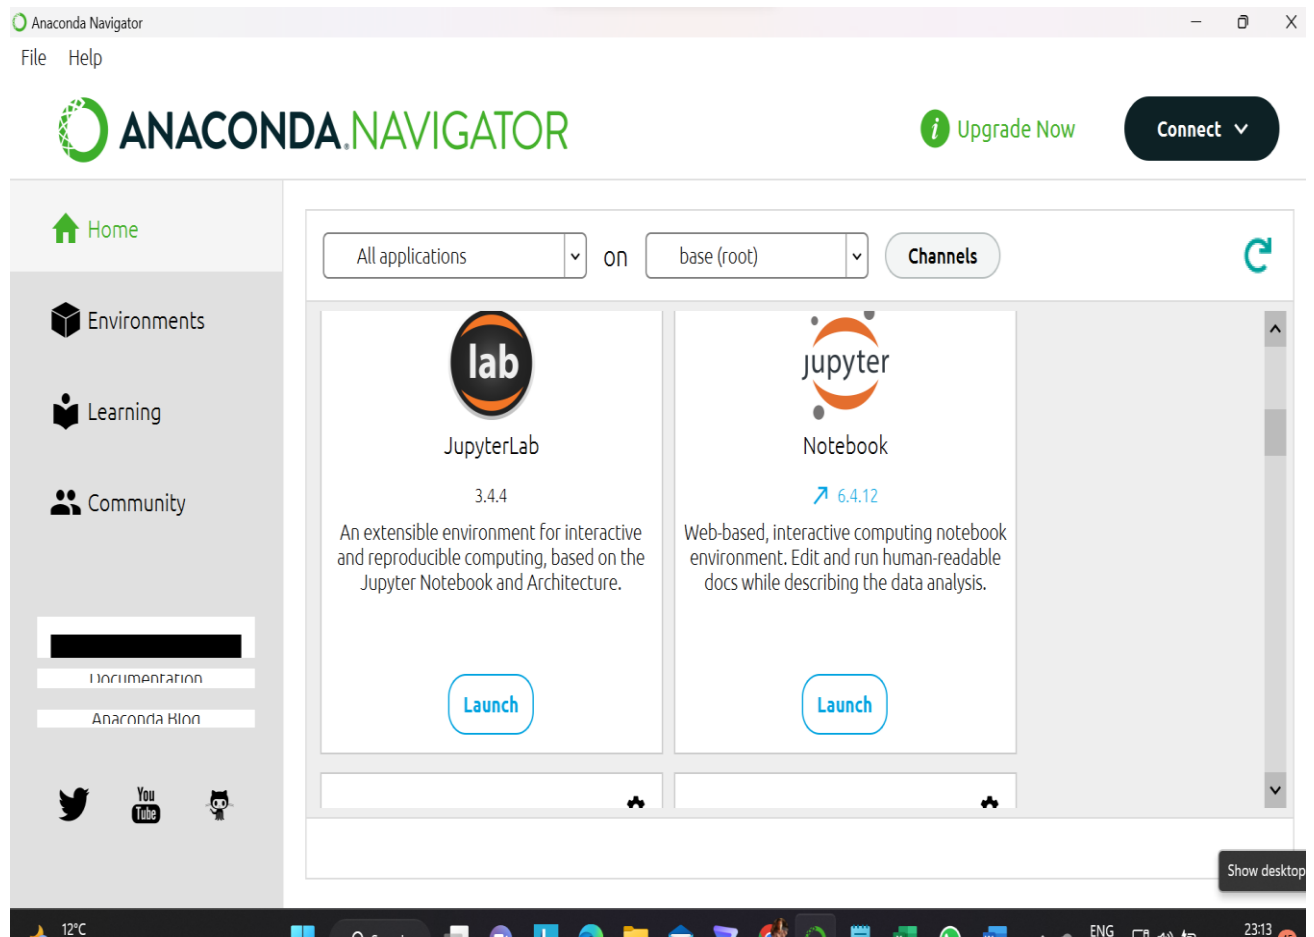 Anaconda Navigator
File Help
ANACONDA.NAVIGATOR
i Upgrade Now
Connect
Home
All applications on base (root) Channels
Environments
Learning
Community
lab
JupyterLab
3.4.4
An extensible environment for interactive
and reproducible computing, based on the
Jupyter Notebook and Architecture.
Launch
jupyter
Notebook
6.4.12
Web-based, interactive computing notebook
environment. Edit and run human-readable
docs while describing the data analysis.
Launch
Documentation
Anaconda Blog
You
Tube
Show desktop
12°C
ENG
23:13